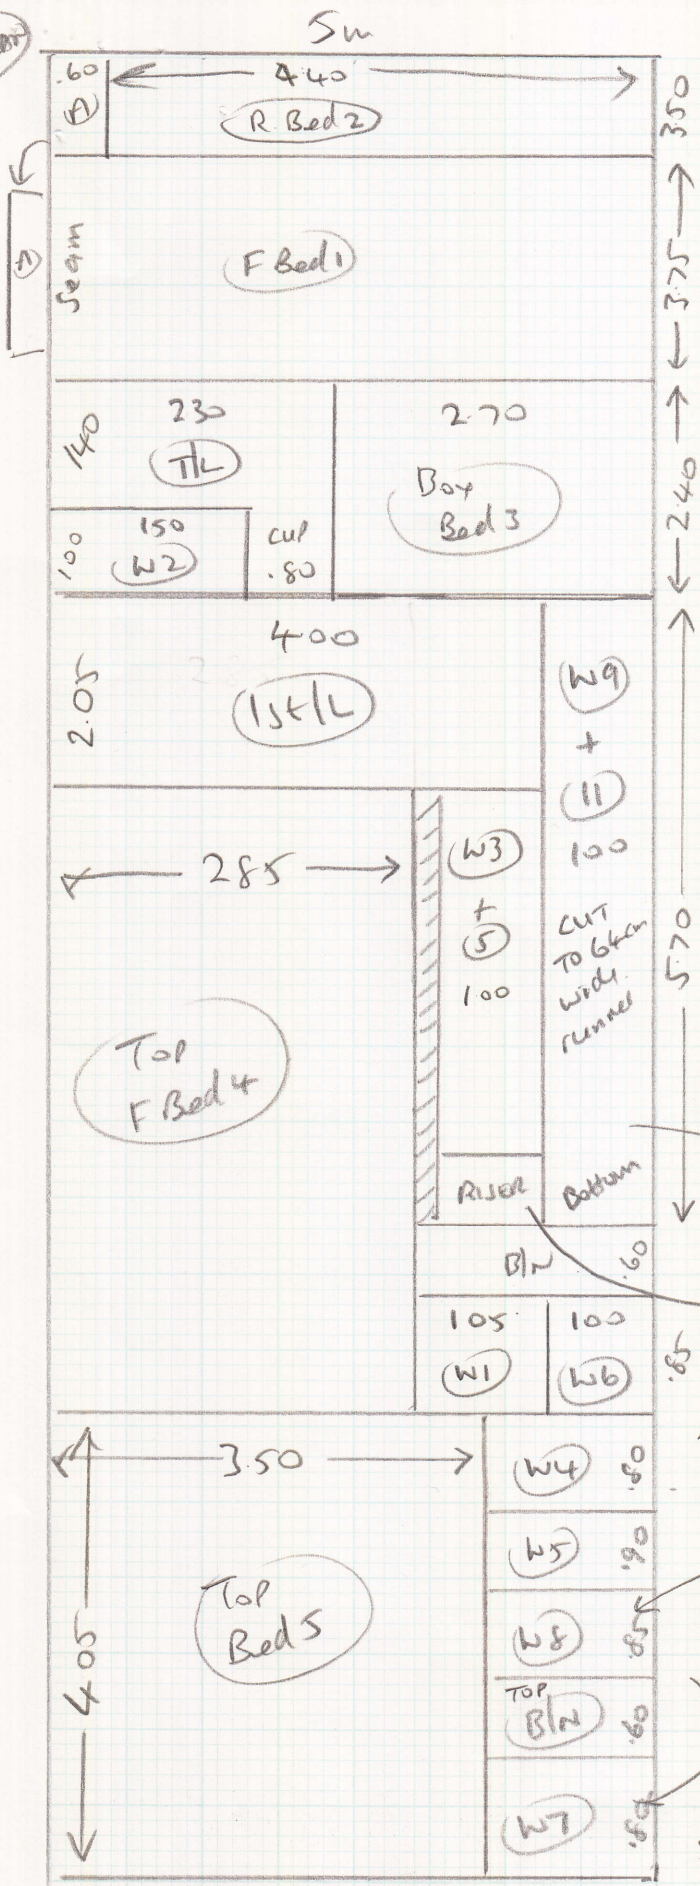 5m
.60
4.40
A
R. Bed 2
3.50
Seam
A
F Bed 1
3.75
230
2.70
140
T/L
Box
Bed 3
2.40
100
150
W2
cup
.80
400
2.05
1st/L
W9
+
11
100
CUT
TO 64cm
wide
runner
Bottom
5.70
285
W3
+
5
100
TOP
F Bed 4
RISER
B/N
.60
105
W1
100
W6
.85
3.50
W4
.80
W5
.90
TOP
Bed 5
4.05
W8
.85
TOP
B/N
.60
W7